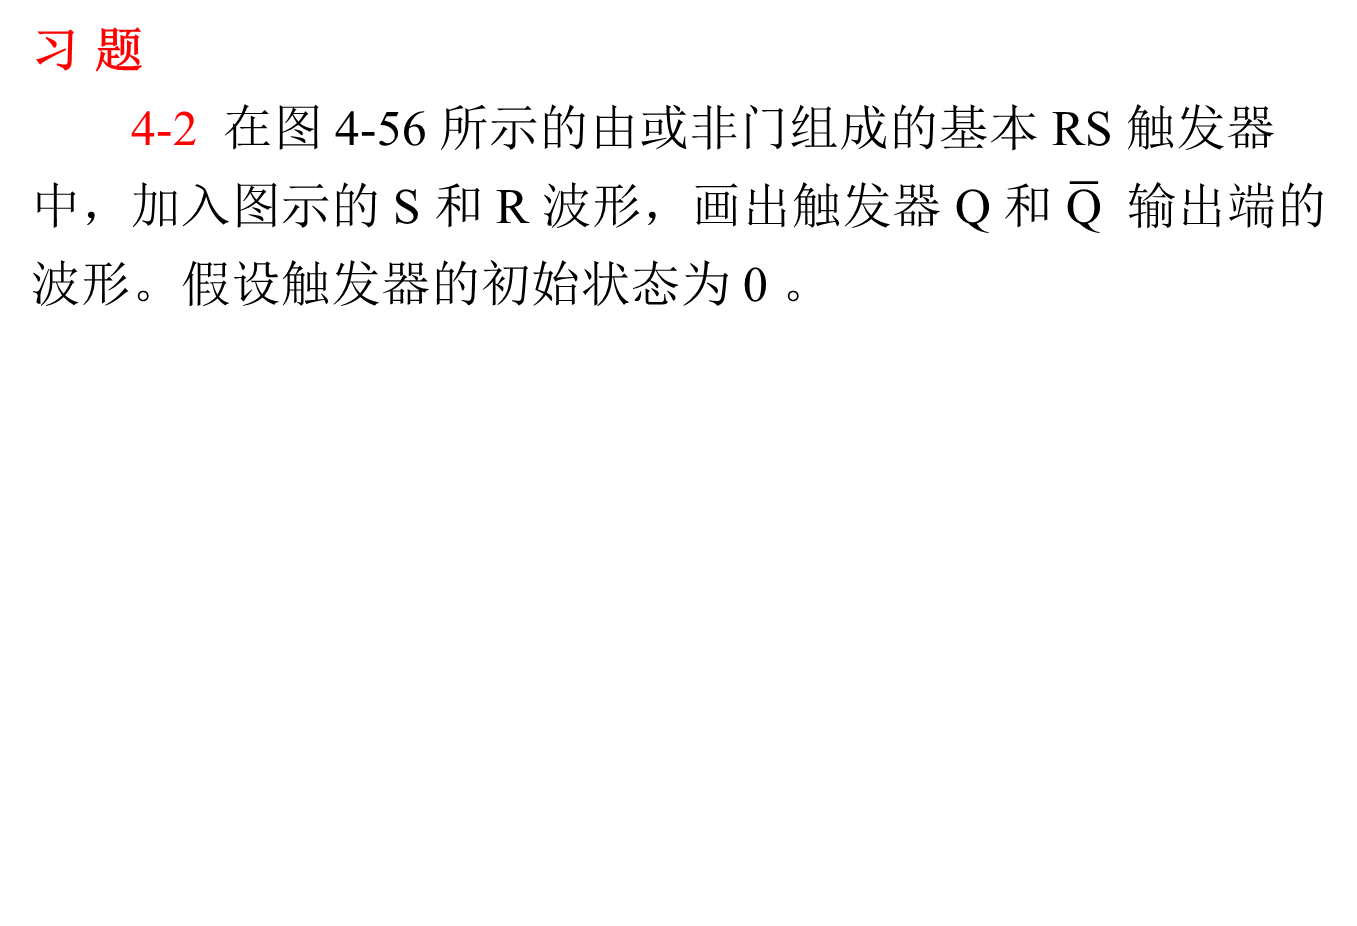 习 题
4-2 在图 4-56 所示的由或非门组成的基本 RS 触发器
中，加入图示的 S 和 R 波形，画出触发器 Q 和 Q̅ 输出端的
波形。假设触发器的初始状态为 0 。